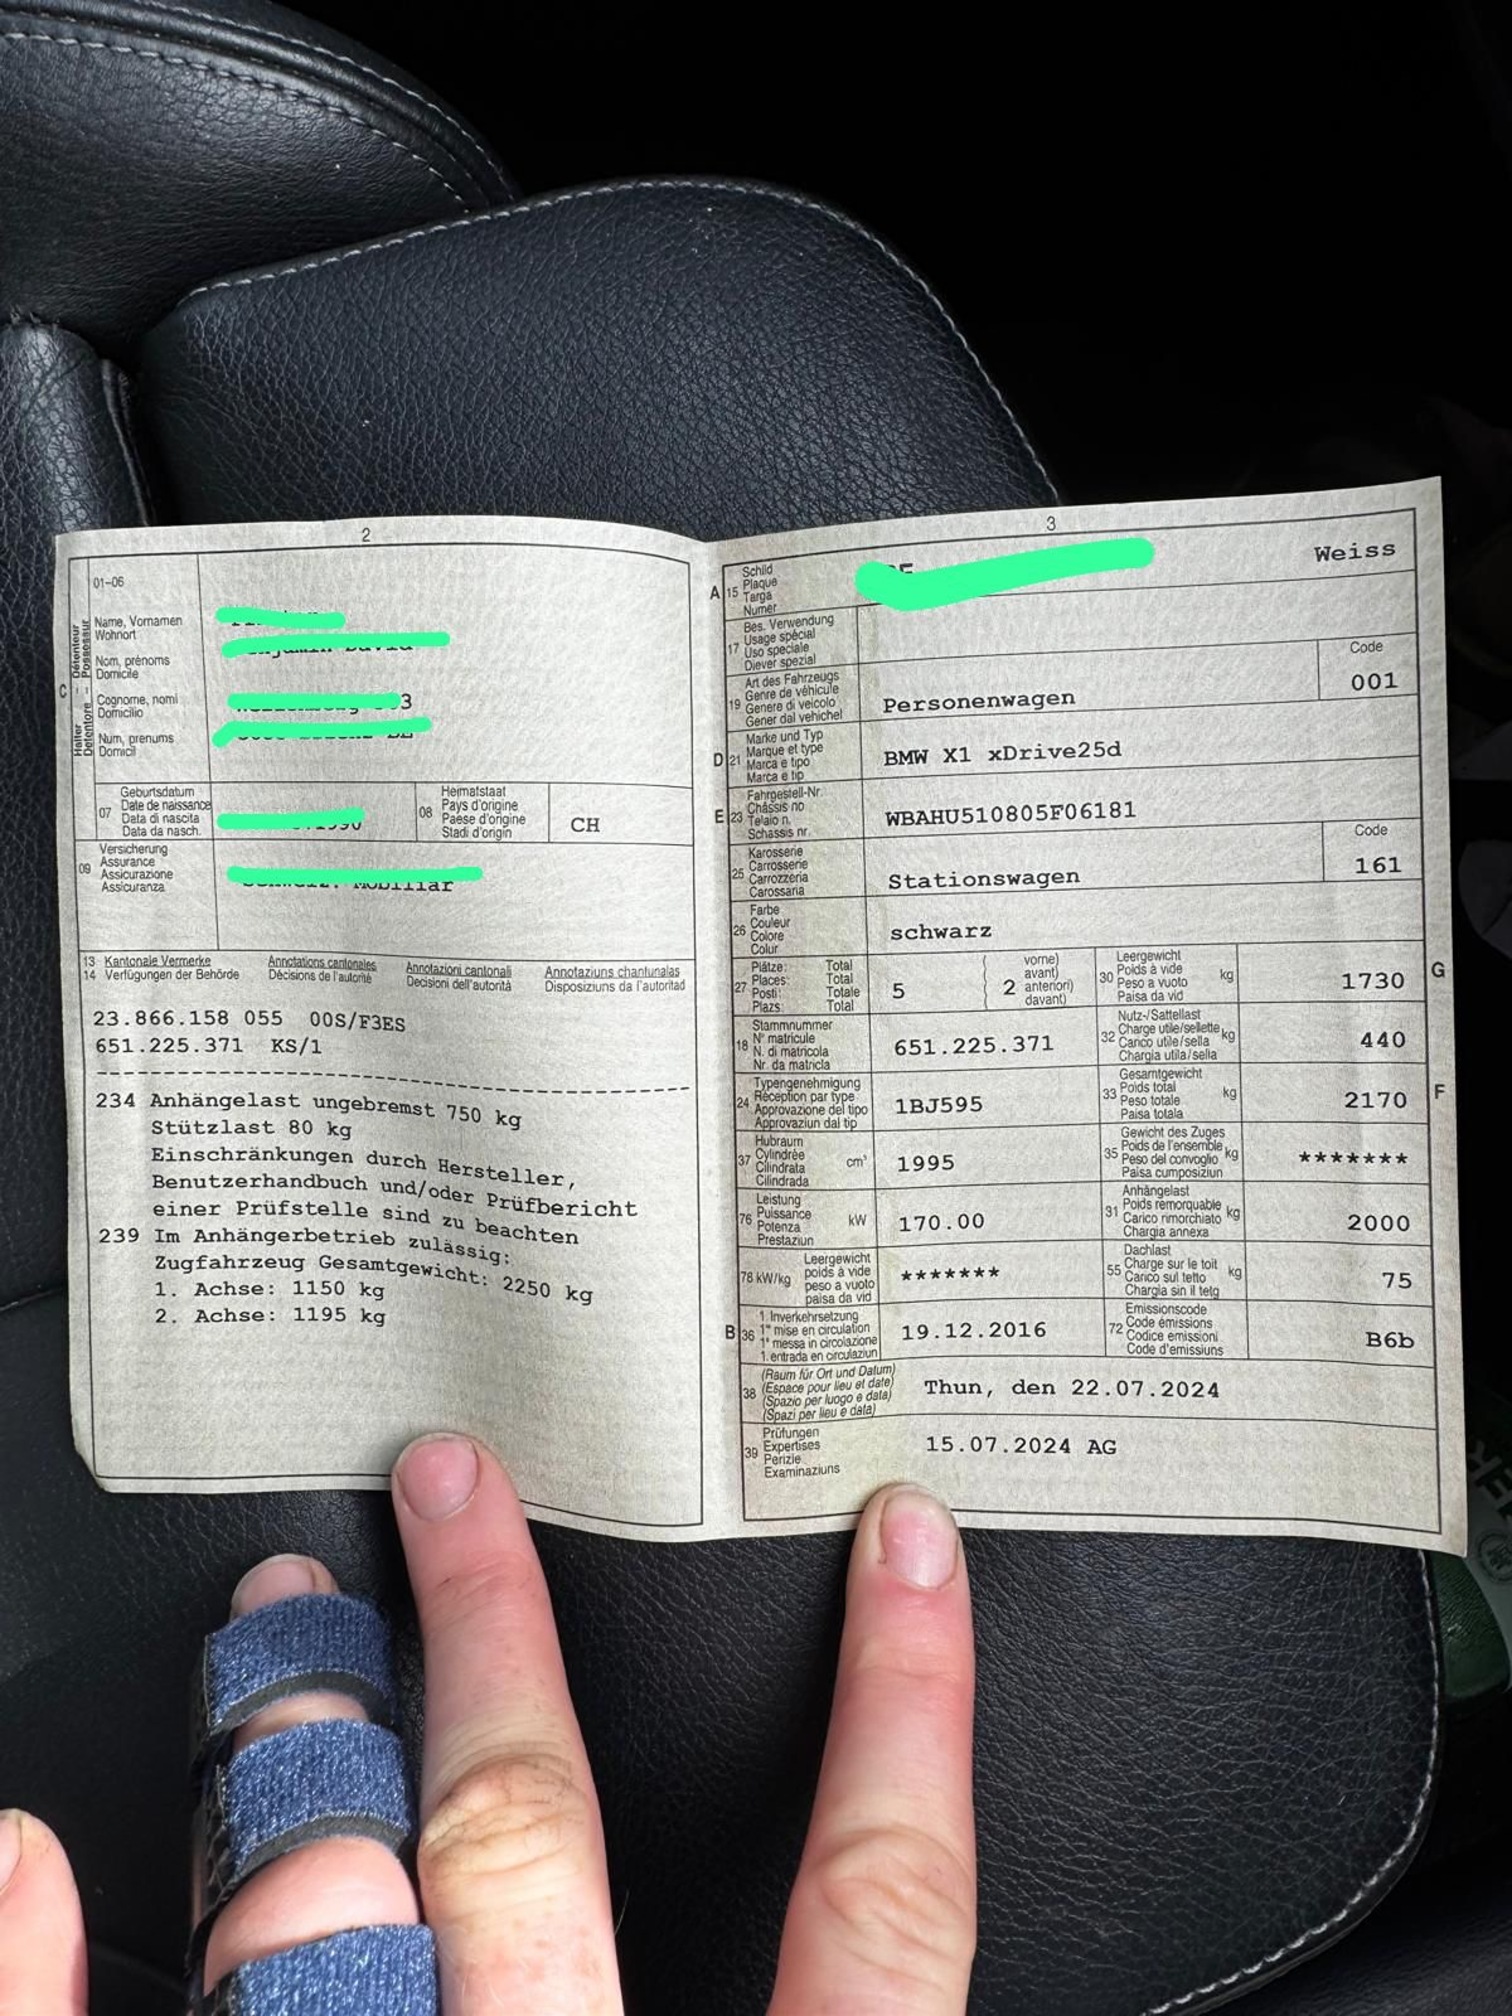 2
01-06
Halter Détenteur
Detentore Possessur
C
Name, Vornamen
Wohnort
Nom, prénoms
Domicile
Cognome, nomi
Domicilio
Num, prenums
Domicil
3
07
Geburtsdatum
Date de naissance
Data di nascita
Data da nasch.
08
Heimatstaat
Pays d'origine
Paese d'origine
Stadi d'origin
CH
09
Versicherung
Assurance
Assicurazione
Assicuranza
13 Kantonale Vermerke Annotations cantonales Annotazioni cantonali Annotaziuns chantunalas
14 Verfügungen der Behörde Décisions de l'autorité Decisioni dell'autorità Disposiziuns da l'autoritad
23.866.158 055 00S/F3ES
651.225.371 KS/1
234 Anhängelast ungebremst 750 kg
Stützlast 80 kg
Einschränkungen durch Hersteller,
Benutzerhandbuch und/oder Prüfbericht
einer Prüfstelle sind zu beachten
239 Im Anhängerbetrieb zulässig:
Zugfahrzeug Gesamtgewicht: 2250 kg
1. Achse: 1150 kg
2. Achse: 1195 kg
3
A 15
Schild
Plaque
Targa
Numer
Weiss
17
Bes. Verwendung
Usage spécial
Uso speciale
Diever spezial
19
Art des Fahrzeugs
Genre de véhicule
Genere di veicolo
Gener dal vehichel
Personenwagen
Code
001
D 21
Marke und Typ
Marque et type
Marca e tipo
Marca e tip
BMW X1 xDrive25d
E 23
Fahrgestell-Nr.
Châssis no
Telaio n.
Schassis nr.
WBAHU510805F06181
25
Karosserie
Carrosserie
Carrozzeria
Carossaria
Stationswagen
Code
161
26
Farbe
Couleur
Colore
Colur
schwarz
27
Plätze: Total
Places: Total
Posti: Totale
Plazs: Total
5
2
vorne)
avant)
anteriori)
davant)
30
Leergewicht
Poids à vide
Peso a vuoto
Paisa da vid
kg
1730
G
18
Stammnummer
N° matricule
N. di matricola
Nr. da matricla
651.225.371
32
Nutz-/Sattellast
Charge utile/sellette
Carico utile/sella
Chargia utila/sella
kg
440
24
Typengenehmigung
Réception par type
Approvazione del tipo
Approvaziun dal tip
1BJ595
33
Gesamtgewicht
Poids total
Peso totale
Paisa totala
kg
2170
F
37
Hubraum
Cylindrée
Cilindrata
Cilindrada
cm³
1995
35
Gewicht des Zuges
Poids de l'ensemble
Peso del convoglio
Paisa cumposiziun
kg
*******
76
Leistung
Puissance
Potenza
Prestaziun
kW
170.00
31
Anhängelast
Poids remorquable
Carico rimorchiato
Chargia annexa
kg
2000
78 kW/kg
Leergewicht
poids à vide
peso a vuoto
paisa da vid
*******
55
Dachlast
Charge sur le toit
Carico sul tetto
Chargia sin il tetg
kg
75
B 36
1. Inverkehrsetzung
1re mise en circulation
1a messa in circolazione
1. entrada en circulaziun
19.12.2016
72
Emissionscode
Code émissions
Codice emissioni
Code d'emissiuns
B6b
38
(Raum für Ort und Datum)
(Espace pour lieu et date)
(Spazio per luogo e data)
(Spazi per lieu e data)
Thun, den 22.07.2024
39
Prüfungen
Expertises
Perizie
Examinaziuns
15.07.2024 AG